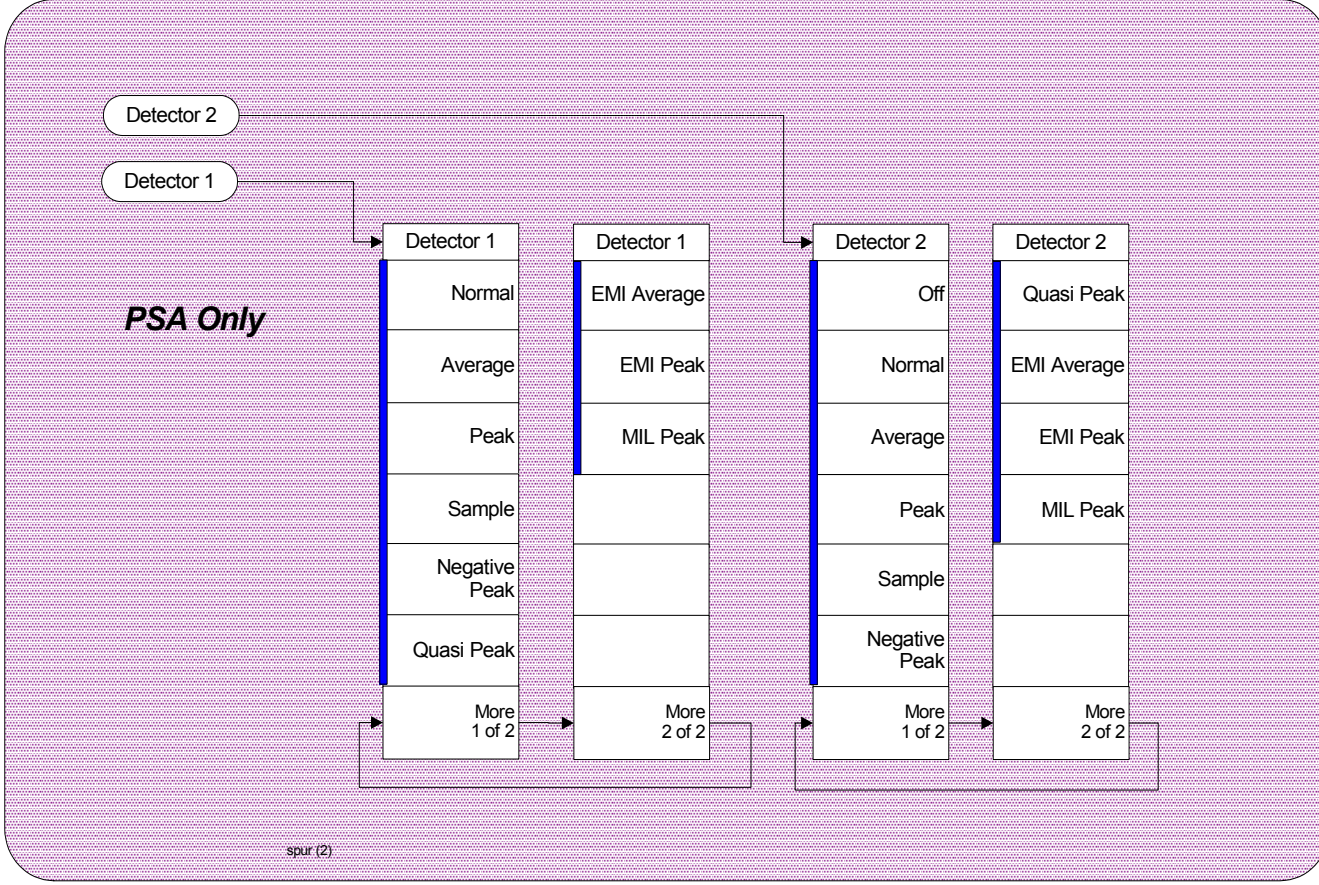 Detector 2
Detector 1
PSA Only
Detector 1
Normal
Average
Peak
Sample
Negative
Peak
Quasi Peak
More
1 of 2
Detector 1
EMI Average
EMI Peak
MIL Peak
More
2 of 2
Detector 2
Off
Normal
Average
Peak
Sample
Negative
Peak
More
1 of 2
Detector 2
Quasi Peak
EMI Average
EMI Peak
MIL Peak
More
2 of 2
spur (2)